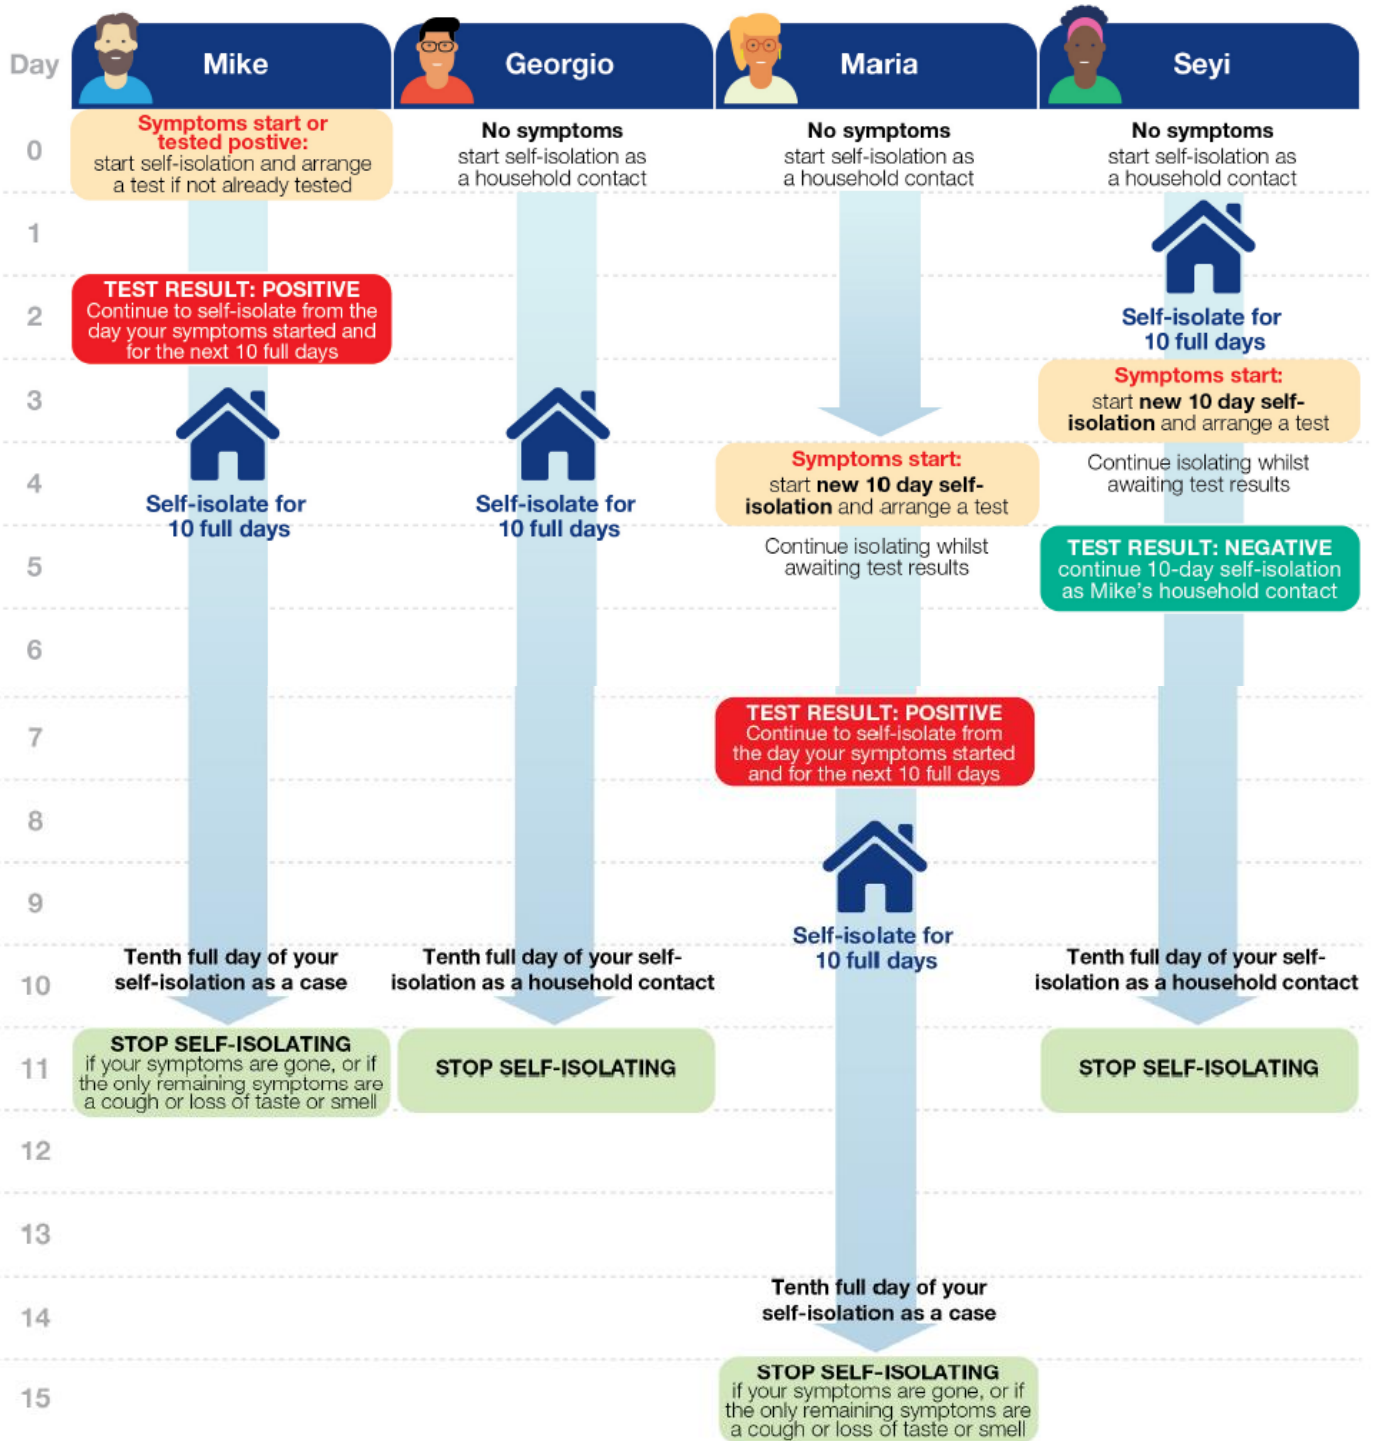 Day
Mike
Georgio
Maria
Seyi
0
Symptoms start or
tested postive:
start self-isolation and arrange
a test if not already tested
No symptoms
start self-isolation as
a household contact
No symptoms
start self-isolation as
a household contact
No symptoms
start self-isolation as
a household contact
1
2
TEST RESULT: POSITIVE
Continue to self-isolate from the
day your symptoms started and
for the next 10 full days
Self-isolate for
10 full days
3
Symptoms start:
start new 10 day self-
isolation and arrange a test
4
Self-isolate for
10 full days
Self-isolate for
10 full days
Symptoms start:
start new 10 day self-
isolation and arrange a test
Continue isolating whilst
awaiting test results
5
Continue isolating whilst
awaiting test results
TEST RESULT: NEGATIVE
continue 10-day self-isolation
as Mike's household contact
6
7
TEST RESULT: POSITIVE
Continue to self-isolate from
the day your symptoms started
and for the next 10 full days
8
9
Self-isolate for
10 full days
10
Tenth full day of your
self-isolation as a case
Tenth full day of your self-
isolation as a household contact
Tenth full day of your self-
isolation as a household contact
11
STOP SELF-ISOLATING
if your symptoms are gone, or if
the only remaining symptoms are
a cough or loss of taste or smell
STOP SELF-ISOLATING
STOP SELF-ISOLATING
12
13
14
Tenth full day of your
self-isolation as a case
15
STOP SELF-ISOLATING
if your symptoms are gone, or if
the only remaining symptoms are
a cough or loss of taste or smell